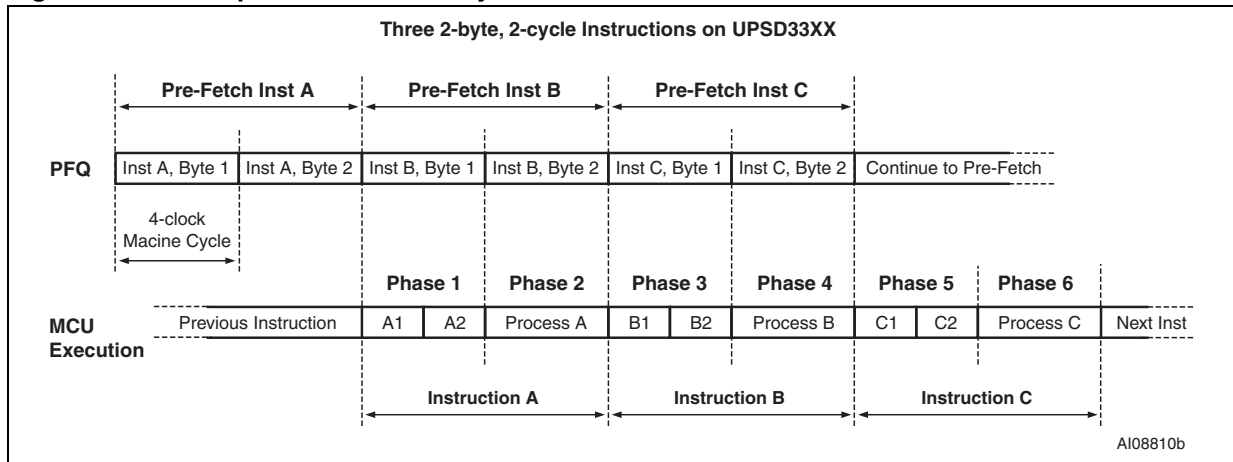 Three 2-byte, 2-cycle Instructions on UPSD33XX
Pre-Fetch Inst A Pre-Fetch Inst B Pre-Fetch Inst C
PFQ Inst A, Byte 1 Inst A, Byte 2 Inst B, Byte 1 Inst B, Byte 2 Inst C, Byte 1 Inst C, Byte 2 Continue to Pre-Fetch
4-clock
Macine Cycle
Phase 1 Phase 2 Phase 3 Phase 4 Phase 5 Phase 6
MCU
Execution
Previous Instruction A1 A2 Process A B1 B2 Process B C1 C2 Process C Next Inst
Instruction A Instruction B Instruction C
AI08810b